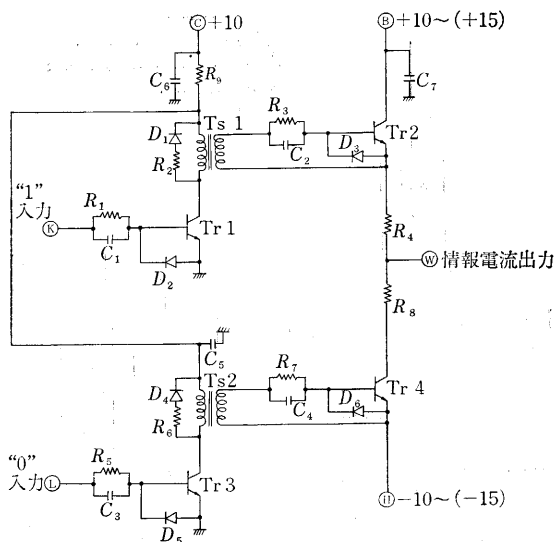 Ⓒ+10
Ⓑ+10～(+15)
C₆
R₉
C₇
Ts 1
R₃
Tr2
D₁
R₂
C₂
D₃
"1"
入力
Ⓚ
R₁
C₁
Tr 1
D₂
R₄
Ⓦ情報電流出力
R₈
C₅
Ts2
R₇
Tr 4
D₄
R₆
C₄
D₆
"0"
入力Ⓛ
R₅
C₃
Tr 3
D₅
-10～(-15)